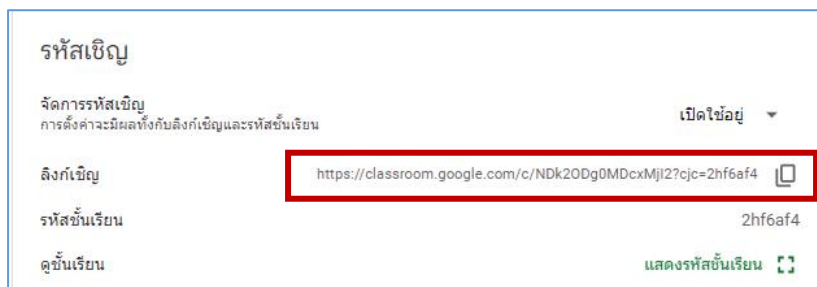 รหัสเชิญ
จัดการรหัสเชิญ
การตั้งค่าจะมีผลทั้งกับลิงก์เชิญและรหัสชั้นเรียน
เปิดใช้อยู่
ลิงก์เชิญ https://classroom.google.com/c/NDk2ODg0MDcxMjI2?cjc=2hf6af4
รหัสชั้นเรียน 2hf6af4
ดูชั้นเรียน แสดงรหัสชั้นเรียน